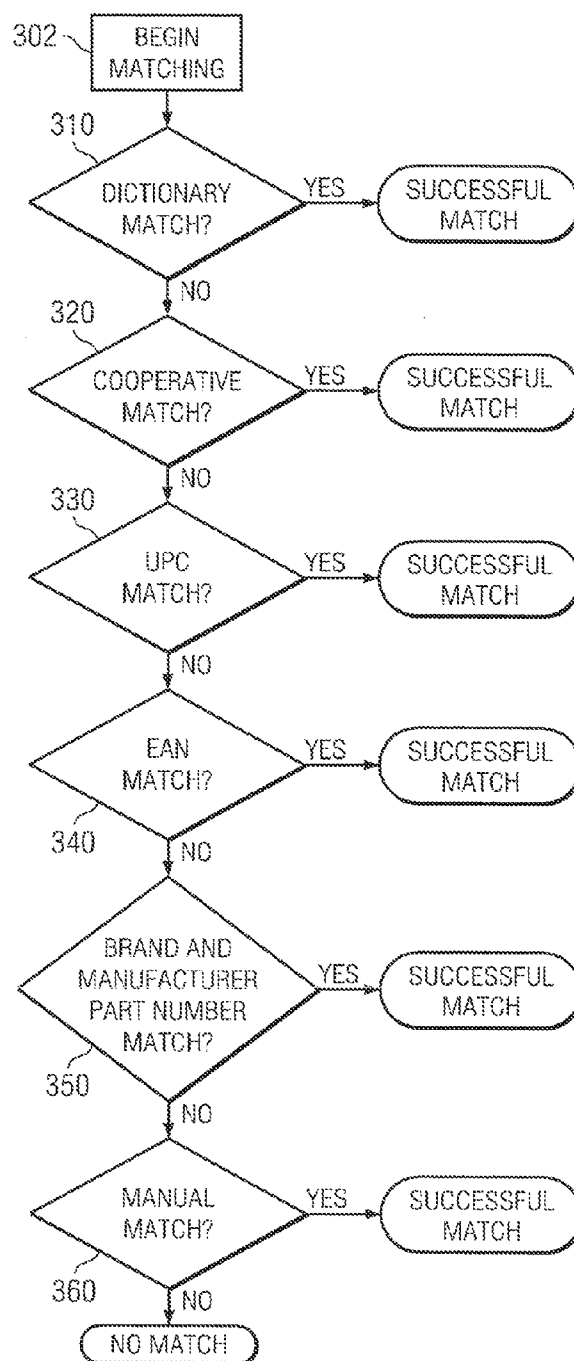 302
BEGIN
MATCHING
310
DICTIONARY
MATCH?
YES
SUCCESSFUL
MATCH
NO
320
COOPERATIVE
MATCH?
YES
SUCCESSFUL
MATCH
NO
330
UPC
MATCH?
YES
SUCCESSFUL
MATCH
NO
EAN
MATCH?
YES
SUCCESSFUL
MATCH
340
NO
BRAND AND
MANUFACTURER
PART NUMBER
MATCH?
YES
SUCCESSFUL
MATCH
350
NO
MANUAL
MATCH?
YES
SUCCESSFUL
MATCH
360
NO
NO MATCH